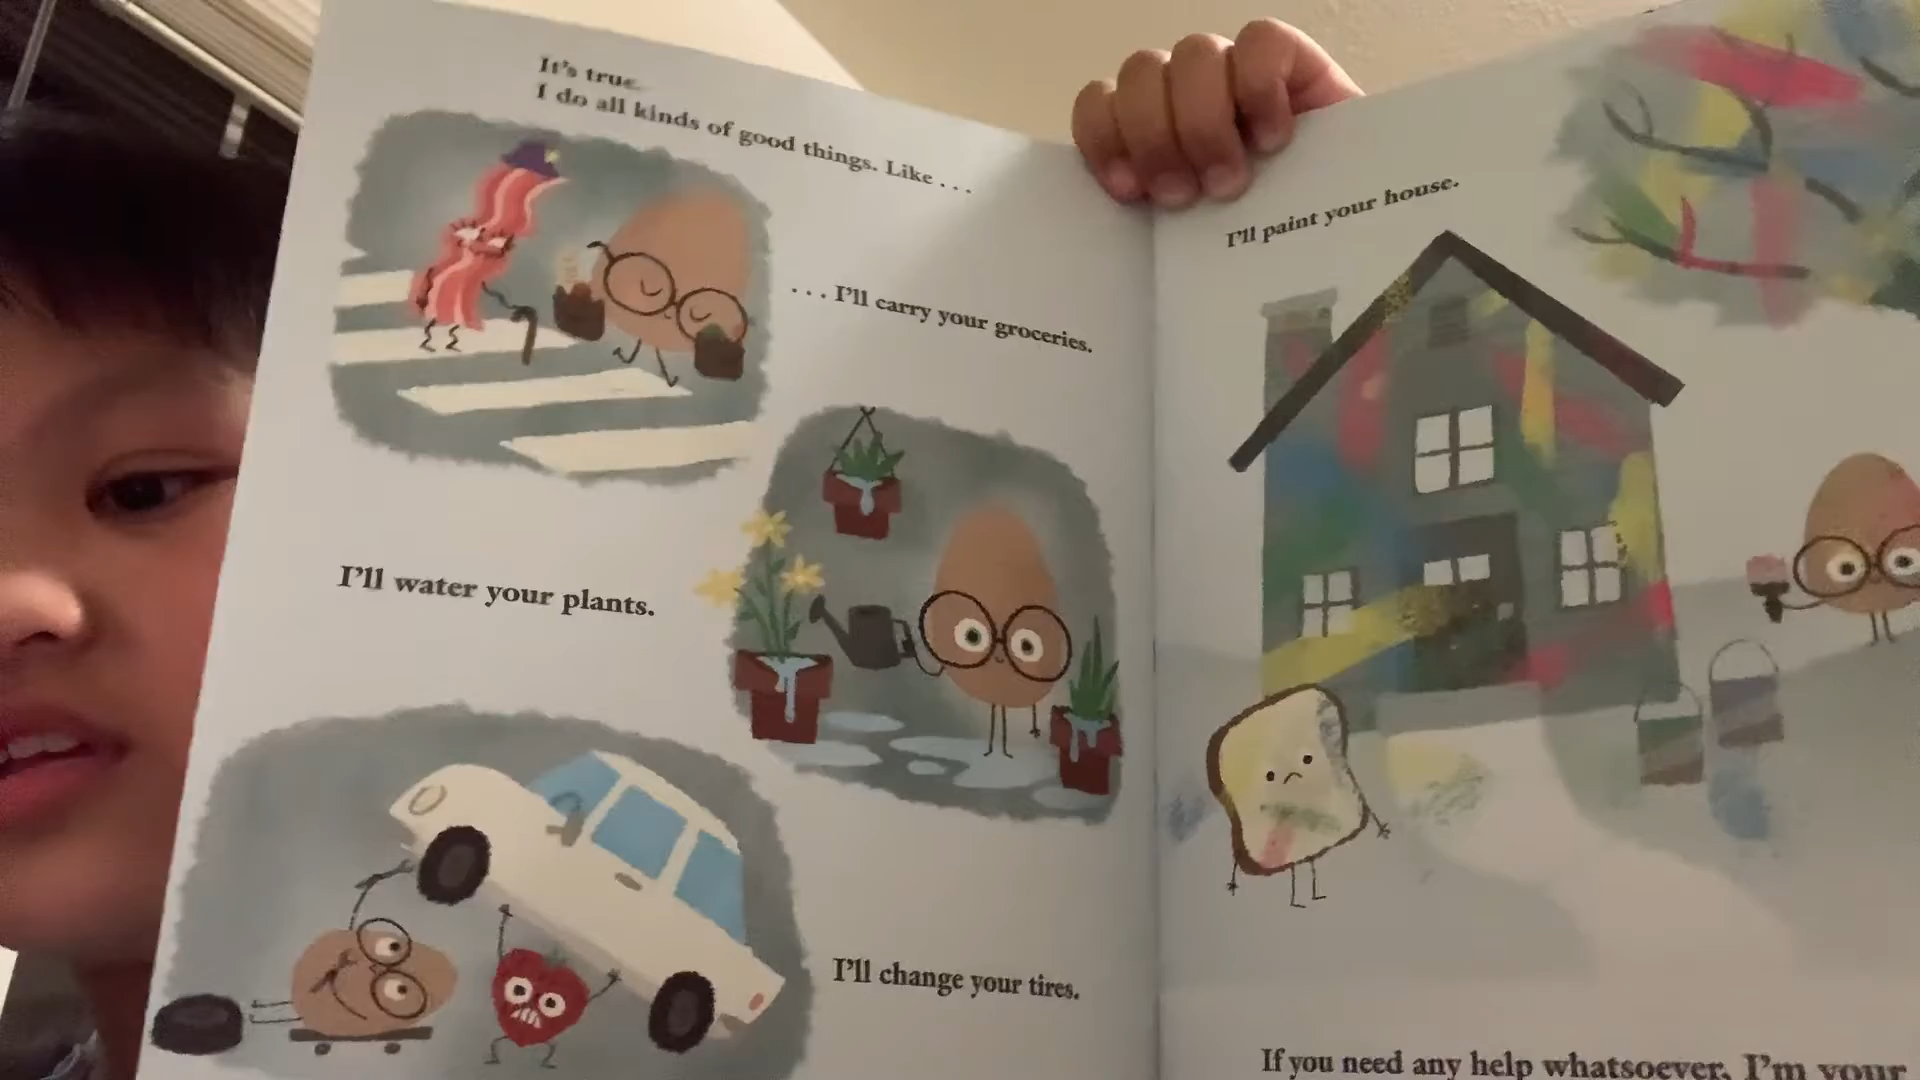 It's true.
I do all kinds of good things. Like . . .
. . . I'll carry your groceries.
I'll water your plants.
I'll change your tires.
I'll paint your house.
If you need any help whatsoever, I'm your